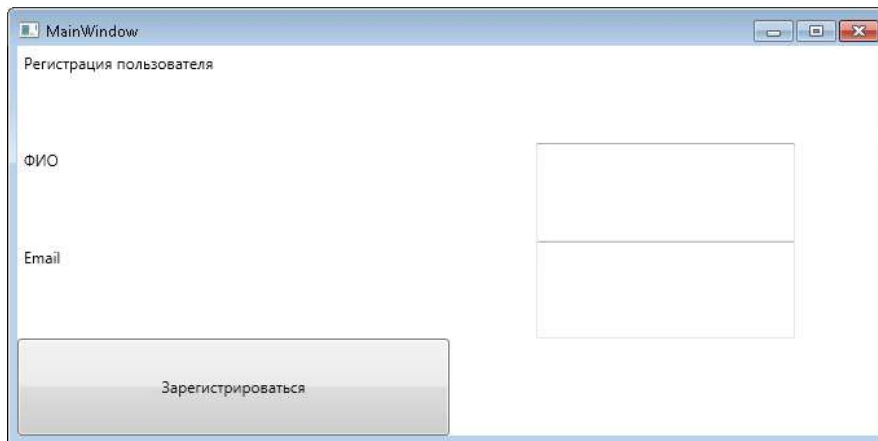 MainWindow
Регистрация пользователя
ФИО
Email
Зарегистрироваться